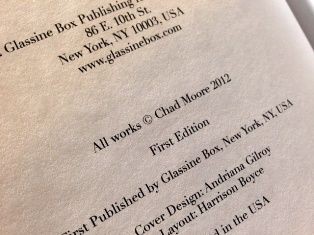 Glassine Box Publishing
86 E. 10th St.
New York, NY 10003, USA
www.glassinebox.com
All works © Chad Moore 2012
First Edition
First Published by Glassine Box, New York, NY, USA
Cover Design: Andriana Gilroy
Layout: Harrison Boyce
in the USA